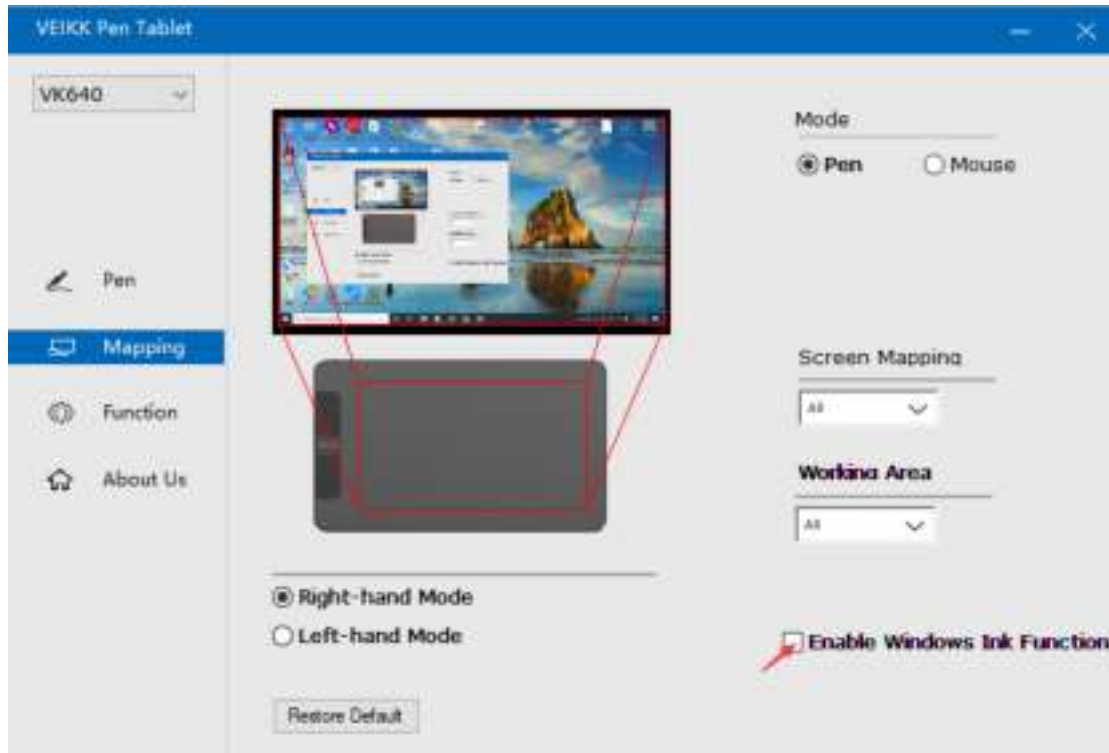 VEIKK Pen Tablet
VK640
Mode
Pen
Mouse
Pen
Mapping
Function
About Us
Screen Mapping
All
Working Area
All
Right-hand Mode
Left-hand Mode
Enable Windows Ink Function
Restore Default